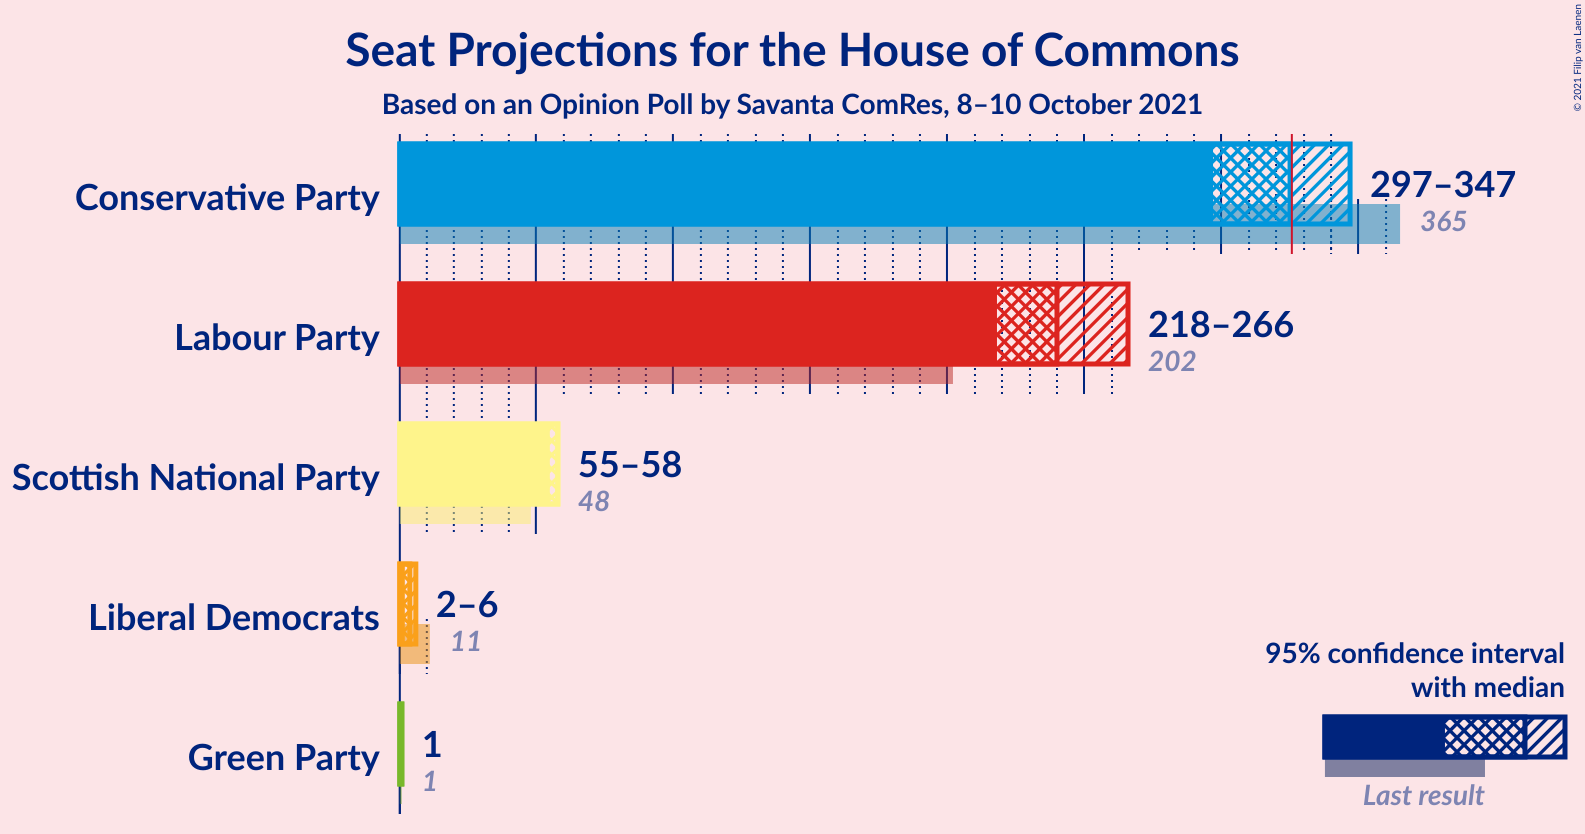 Seat Projections for the House of Commons
Based on an Opinion Poll by Savanta ComRes, 8–10 October 2021
© 2021 Filip van Laenen
Conservative Party
297–347
365
Labour Party
218–266
202
Scottish National Party
55–58
48
Liberal Democrats
2–6
11
Green Party
1
1
95% confidence interval
with median
Last result